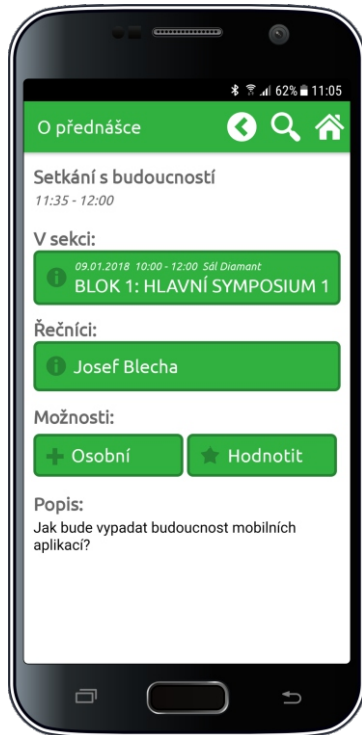 62% 11:05
O přednášce
Setkání s budoucností
11:35 - 12:00
V sekci:
09.01.2018 10:00 - 12:00 Sál Diamant
BLOK 1: HLAVNÍ SYMPOSIUM 1
Řečníci:
Josef Blecha
Možnosti:
Osobní
Hodnotit
Popis:
Jak bude vypadat budoucnost mobilních
aplikací?